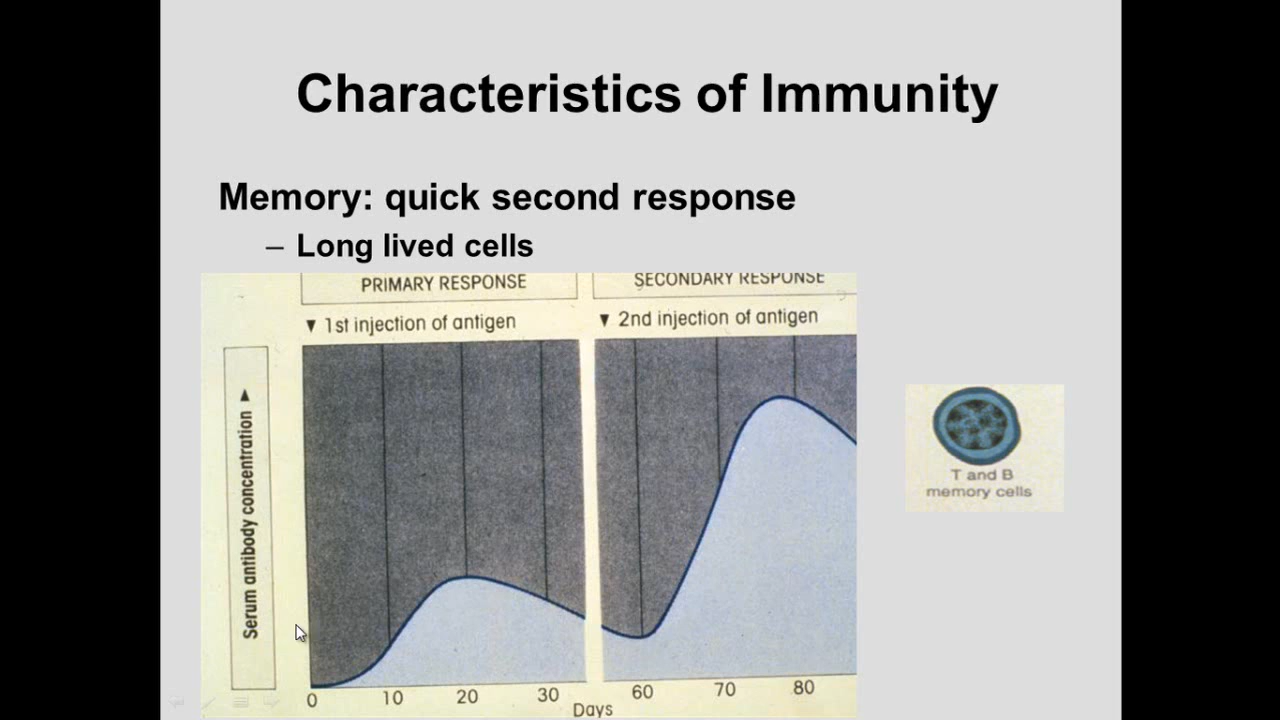 Characteristics of Immunity
Memory: quick second response
– Long lived cells
PRIMARY RESPONSE
SECONDARY RESPONSE
▼ 1st injection of antigen
▼ 2nd injection of antigen
Serum antibody concentration ►
0 10 20 30 60 70 80
Days
T and B
memory cells